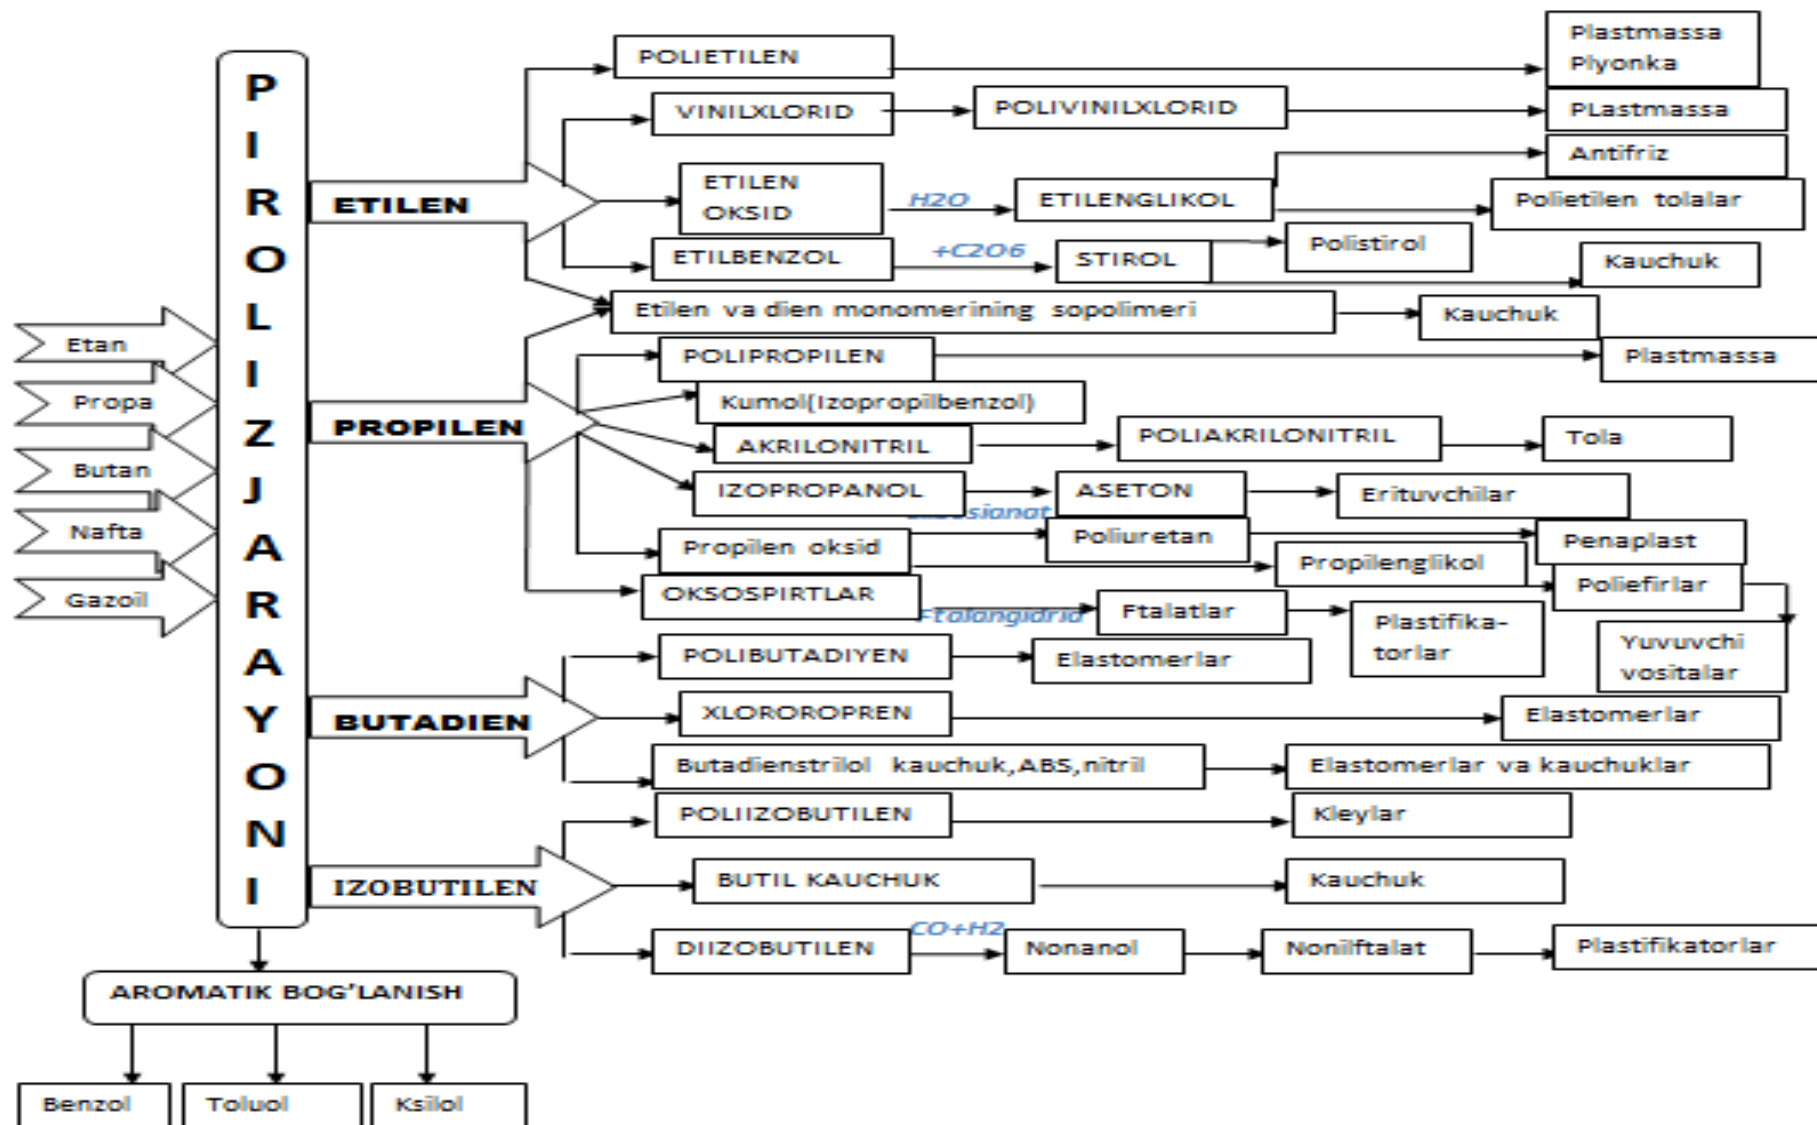 PIROLIZ JARAYONI
Etan
Propa
Butan
Nafta
Gazoil
ETILEN
POLIETILEN
Plastmassa
Plyonka
VINILXLORID
POLIVINILXLORID
PLastmassa
ETILEN
OKSID
H2O
ETILENGLIKOL
Antifriz
Polietilen tolalar
ETILBENZOL
+C2O6
STIROL
Polistirol
Kauchuk
Etilen va dien monomerining sopolimeri
Kauchuk
PROPILEN
POLIPROPILEN
Plastmassa
Kumol(Izopropilbenzol)
AKRILONITRIL
POLIAKRILONITRIL
Tola
IZOPROPANOL
ASETON
Erituvchilar
Propilen oksid
Poliuretan
Penaplast
Propilenglikol
Poliefirlar
Yuvuvchi
vositalar
OKSOSPIRTLAR
Ftalangidrid
Ftalatlar
Plastifika-
torlar
BUTADIEN
POLIBUTADIYEN
Elastomerlar
XLOROROPREN
Elastomerlar
Butadienstrilol kauchuk,ABS,nitril
Elastomerlar va kauchuklar
IZOBUTILEN
POLIIZOBUTILEN
Kleylar
BUTIL KAUCHUK
Kauchuk
DIIZOBUTILEN
CO+H2
Nonanol
Nonilftalat
Plastifikatorlar
AROMATIK BOG’LANISH
Benzol
Toluol
Ksilol